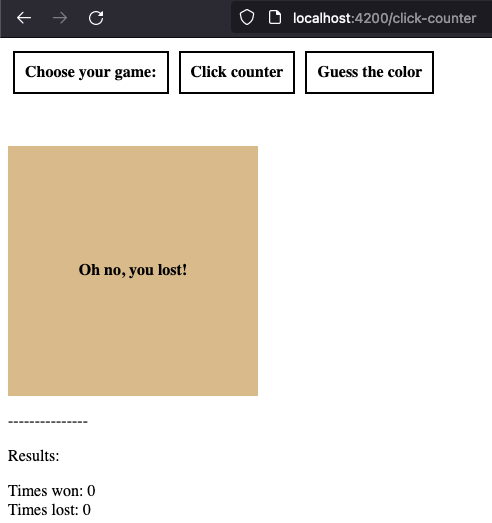 localhost:4200/click-counter
Choose your game:
Click counter
Guess the color
Oh no, you lost!
---------------
Results:
Times won: 0
Times lost: 0